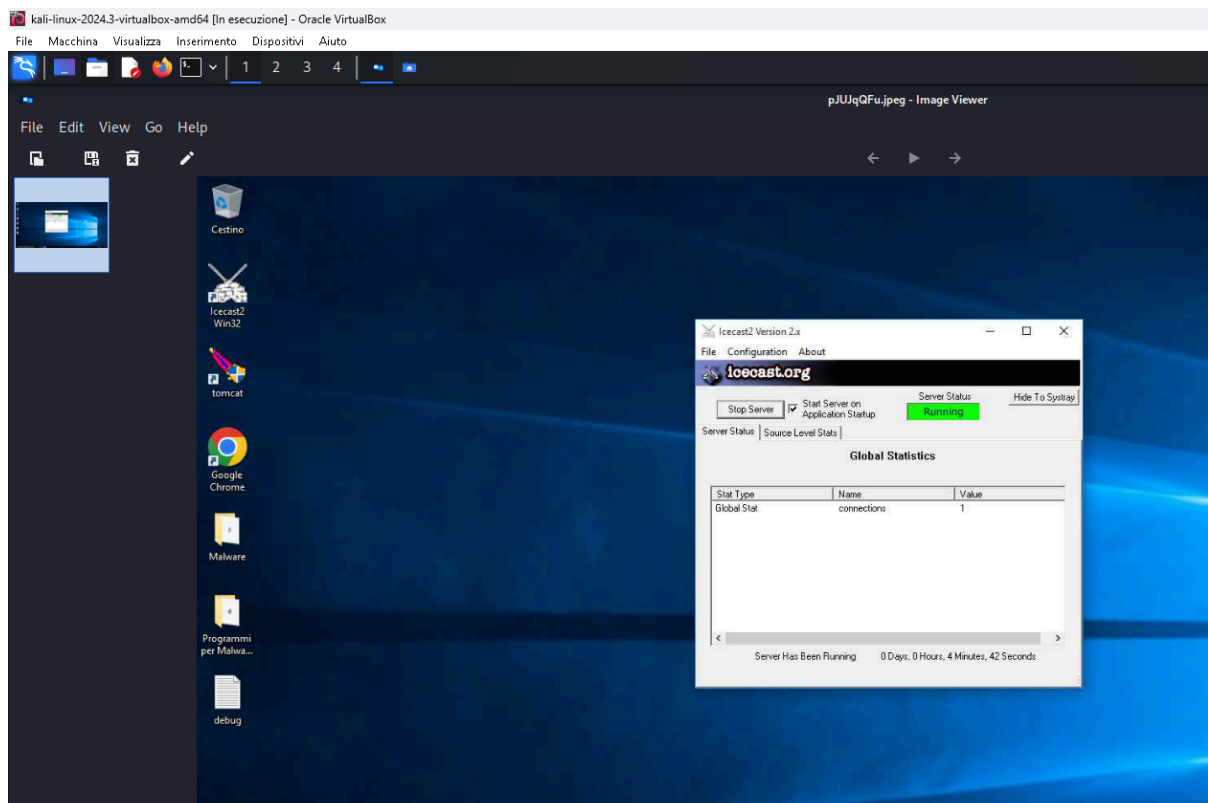 kali-linux-2024.3-virtualbox-amd64 [In esecuzione] - Oracle VirtualBox
File Macchina Visualizza Inserimento Dispositivi Aiuto
1 2 3 4
pJUJqQFu.jpeg - Image Viewer
File Edit View Go Help
Cestino
Icecast2
Win32
tomcat
Google
Chrome
Malware
Programmi
per Malwa...
debug
Icecast2 Version 2.x
File Configuration About
icecast.org
Stop Server
Start Server on
Application Startup
Server Status
Running
Hide To Systray
Server Status Source Level Stats
Global Statistics
Stat Type Name Value
Global Stat connections 1
Server Has Been Running 0 Days, 0 Hours, 4 Minutes, 42 Seconds